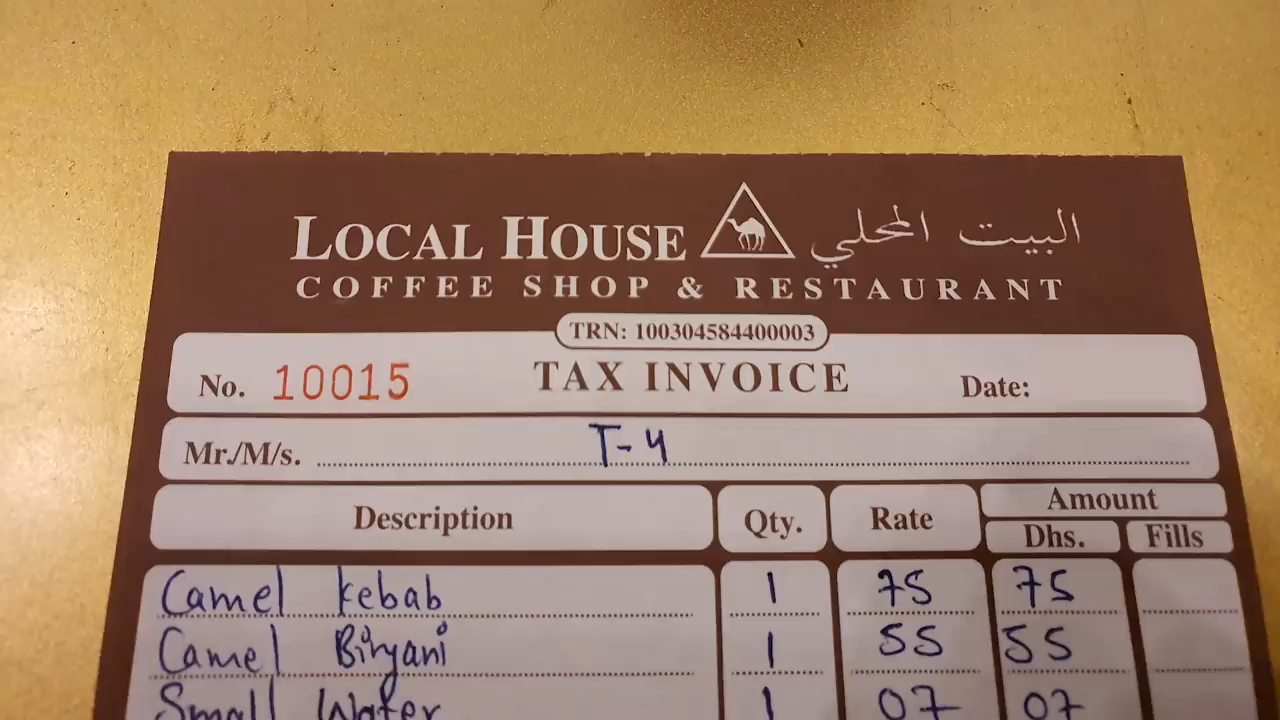 LOCAL HOUSE البيت المحلي
COFFEE SHOP & RESTAURANT
TRN: 100304584400003
No. 10015 TAX INVOICE Date:
Mr./M/s. T-4
Description Qty. Rate Amount
Dhs. Fills
Camel kebab 1 75 75
Camel Biryani 1 55 55
Small Water 1 07 07